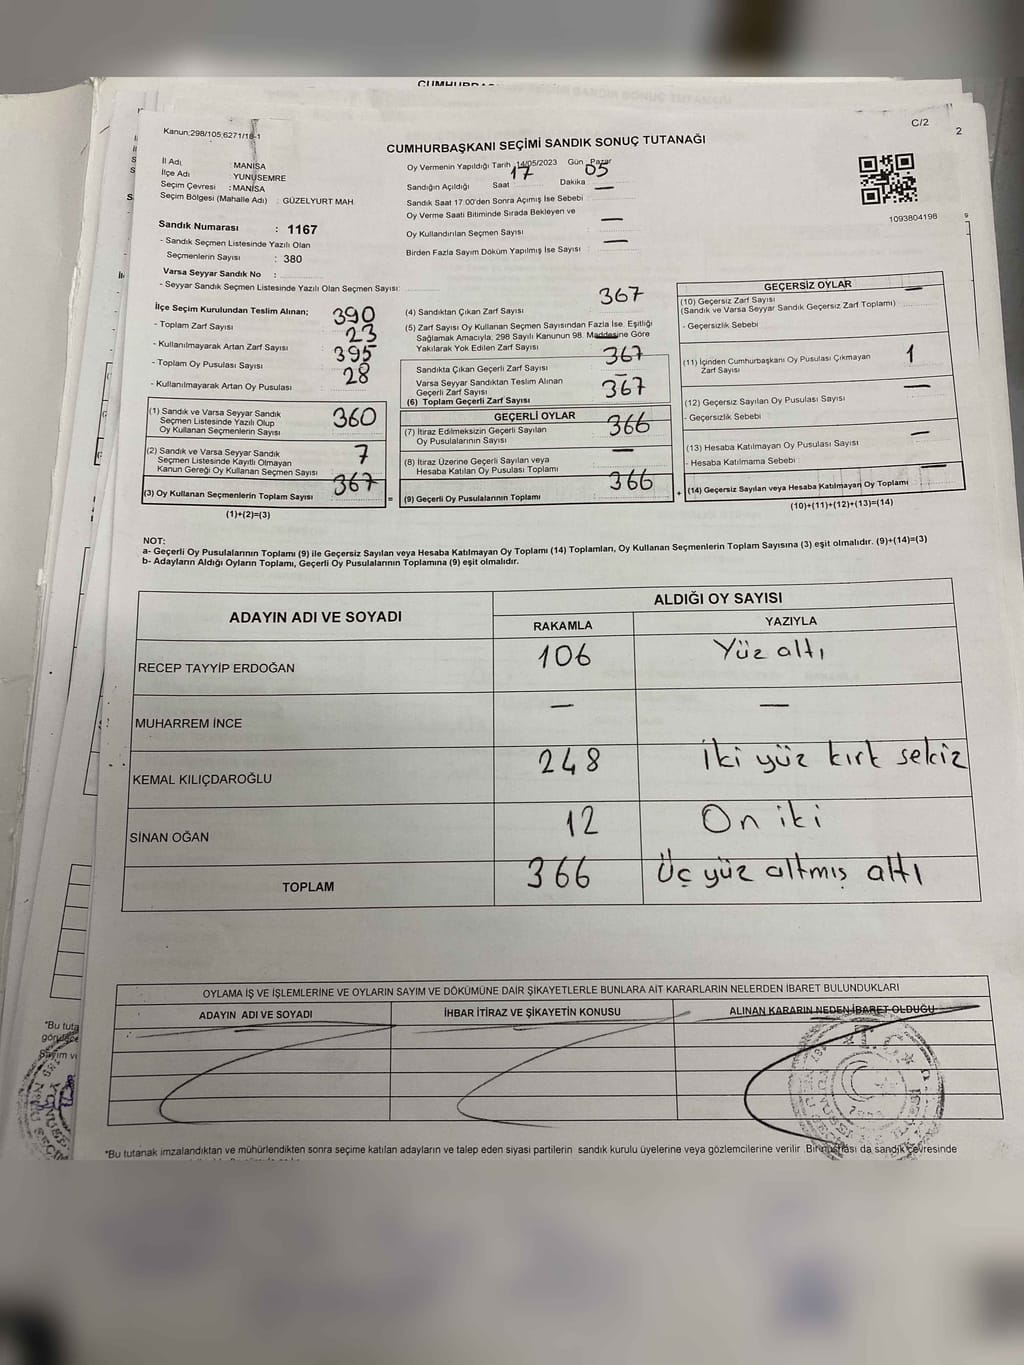 CUMHURBA
C/2
2
Kanun:298/105;6271/18-1
CUMHURBAŞKANI SEÇİMİ SANDIK SONUÇ TUTANAĞI
İl Adı : MANİSA
İlçe Adı : YUNUSEMRE
Seçim Çevresi : MANİSA
Seçim Bölgesi (Mahalle Adı) : GÜZELYURT MAH.
Sandık Numarası : 1167
- Sandık Seçmen Listesinde Yazılı Olan
Seçmenlerin Sayısı : 380
Varsa Seyyar Sandık No :
- Seyyar Sandık Seçmen Listesinde Yazılı Olan Seçmen Sayısı:
Oy Vermenin Yapıldığı Tarih :14/05/2023 Gün : Pazar
Sandığın Açıldığı Saat 17 Dakika 05
Sandık Saat 17:00'den Sonra Açımış İse Sebebi : —
Oy Verme Saati Bitiminde Sırada Bekleyen ve
Oy Kullandırılan Seçmen Sayısı : —
Birden Fazla Sayım Döküm Yapılmış İse Sayısı : —
1093804198
İlçe Seçim Kurulundan Teslim Alınan;
- Toplam Zarf Sayısı 390
- Kullanılmayarak Artan Zarf Sayısı 23
- Toplam Oy Pusulası Sayısı 395
- Kullanılmayarak Artan Oy Pusulası 28
(1) Sandık ve Varsa Seyyar Sandık
Seçmen Listesinde Yazılı Olup
Oy Kullanan Seçmenlerin Sayısı 360
(2) Sandık ve Varsa Seyyar Sandık
Seçmen Listesinde Kayıtlı Olmayan
Kanun Gereği Oy Kullanan Seçmen Sayısı 7
(3) Oy Kullanan Seçmenlerin Toplam Sayısı 367
(1)+(2)=(3)
=
(4) Sandıktan Çıkan Zarf Sayısı 367
(5) Zarf Sayısı Oy Kullanan Seçmen Sayısından Fazla İse, Eşitliği
Sağlamak Amacıyla; 298 Sayılı Kanunun 98. Maddesine Göre
Yakılarak Yok Edilen Zarf Sayısı —
Sandıkta Çıkan Geçerli Zarf Sayısı 367
Varsa Seyyar Sandıktan Teslim Alınan
Geçerli Zarf Sayısı —
(6) Toplam Geçerli Zarf Sayısı 367
GEÇERLİ OYLAR
(7) İtiraz Edilmeksizin Geçerli Sayılan
Oy Pusulalarının Sayısı 366
(8) İtiraz Üzerine Geçerli Sayılan veya
Hesaba Katılan Oy Pusulası Toplamı —
(9) Geçerli Oy Pusulalarının Toplamı 366
+
GEÇERSİZ OYLAR
(10) Geçersiz Zarf Sayısı —
(Sandık ve Varsa Seyyar Sandık Geçersiz Zarf Toplamı)
- Geçersizlik Sebebi
(11) İçinden Cumhurbaşkanı Oy Pusulası Çıkmayan
Zarf Sayısı 1
(12) Geçersiz Sayılan Oy Pusulası Sayısı —
- Geçersizlik Sebebi
(13) Hesaba Katılmayan Oy Pusulası Sayısı —
- Hesaba Katılmama Sebebi
(14) Geçersiz Sayılan veya Hesaba Katılmayan Oy Toplamı —
(10)+(11)+(12)+(13)=(14)
NOT:
a- Geçerli Oy Pusulalarının Toplamı (9) ile Geçersiz Sayılan veya Hesaba Katılmayan Oy Toplamı (14) Toplamları, Oy Kullanan Seçmenlerin Toplam Sayısına (3) eşit olmalıdır. (9)+(14)=(3)
b- Adayların Aldığı Oyların Toplamı, Geçerli Oy Pusulalarının Toplamına (9) eşit olmalıdır.
ADAYIN ADI VE SOYADI ALDIĞI OY SAYISI
RAKAMLA YAZIYLA
RECEP TAYYİP ERDOĞAN 106 Yüz altı
MUHARREM İNCE — —
KEMAL KILIÇDAROĞLU 248 İki yüz kırk sekiz
SİNAN OĞAN 12 On iki
TOPLAM 366 Üç yüz altmış altı
OYLAMA İŞ VE İŞLEMLERİNE VE OYLARIN SAYIM VE DÖKÜMÜNE DAİR ŞİKAYETLERLE BUNLARA AİT KARARLARIN NELERDEN İBARET BULUNDUKLARI
ADAYIN ADI VE SOYADI İHBAR İTİRAZ VE ŞİKAYETİN KONUSU ALINAN KARARIN NEDEN İBARET OLDUĞU
T.C.
*Bu tutanak imzalandıktan ve mühürlendikten sonra seçime katılan adayların ve talep eden siyasi partilerin sandık kurulu üyelerine veya gözlemcilerine verilir. Bir nüshası da sandık çevresinde